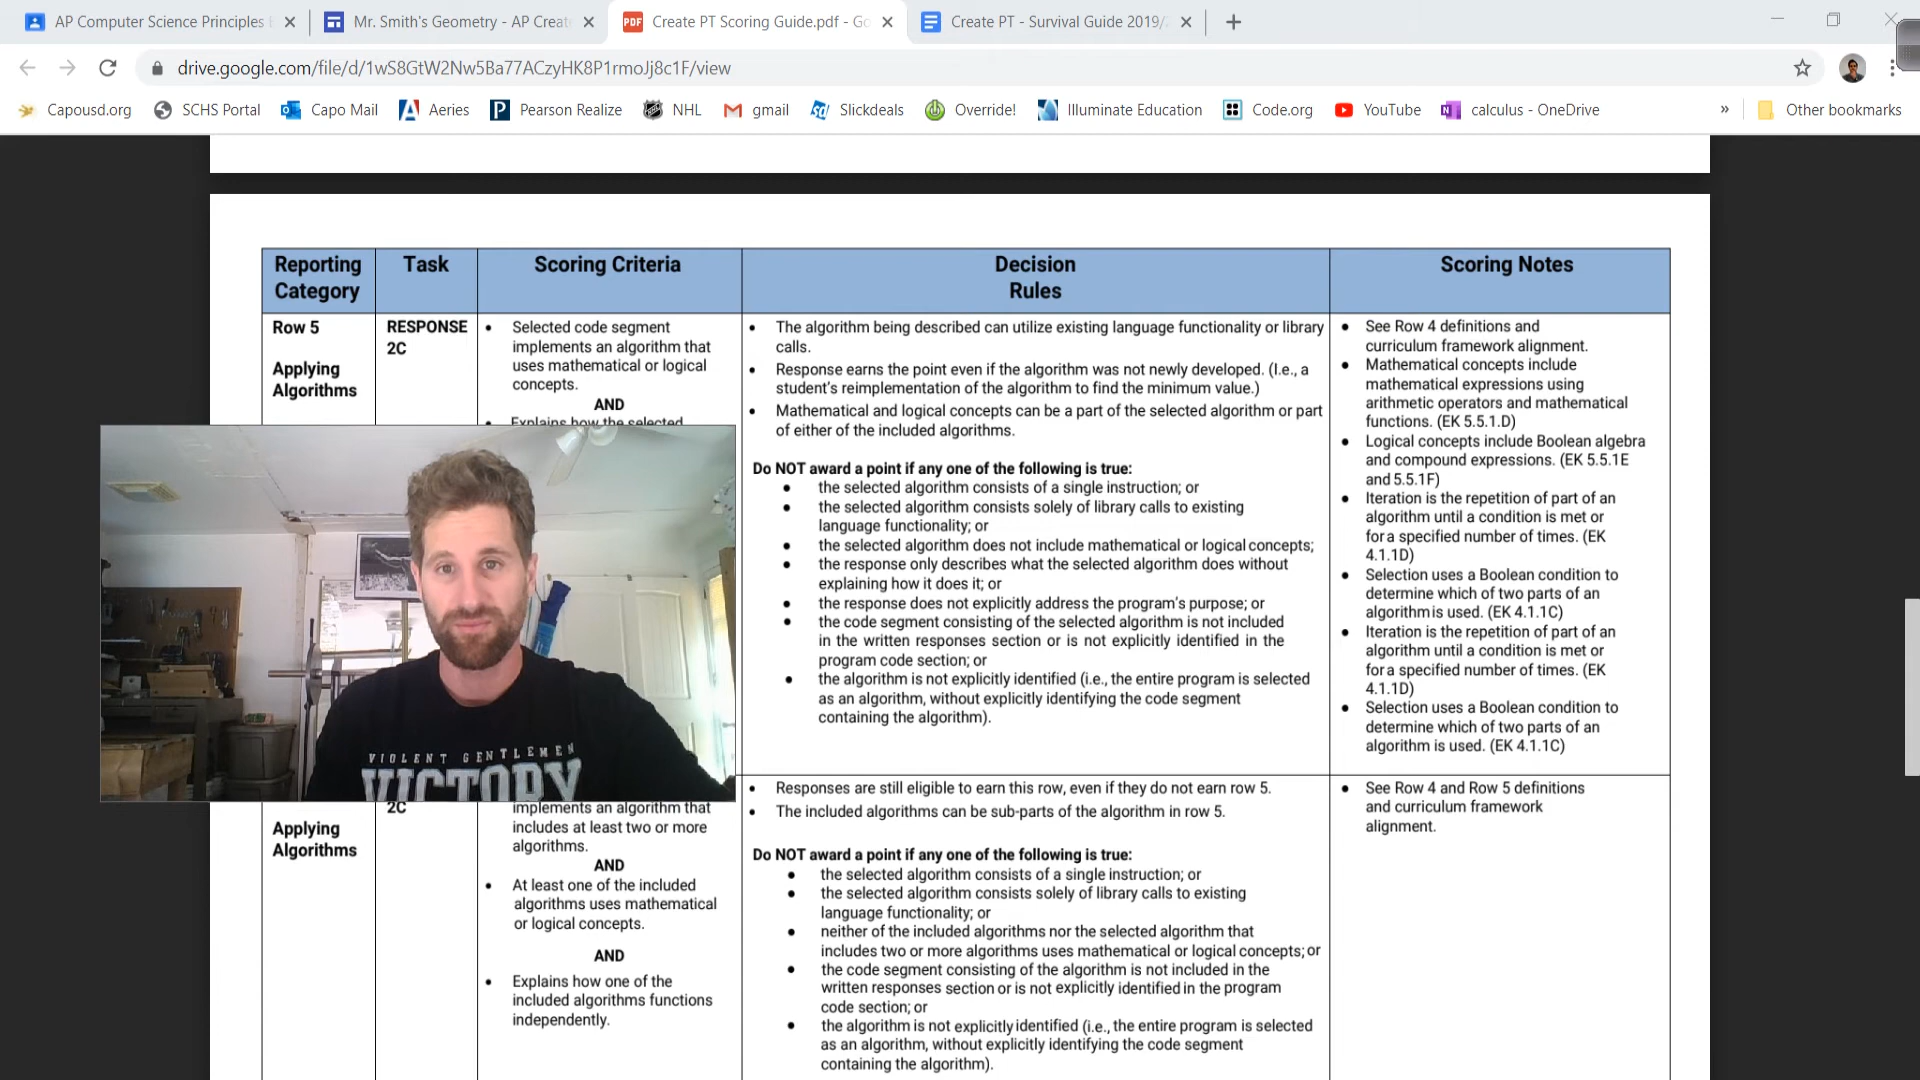 AP Computer Science Principles
Mr. Smith's Geometry - AP Create
Create PT Scoring Guide.pdf - Go
Create PT - Survival Guide 2019/
drive.google.com/file/d/1wS8GtW2Nw5Ba77ACzyHK8P1rmoJj8c1F/view
Capousd.org
SCHS Portal
Capo Mail
Aeries
Pearson Realize
NHL
gmail
Slickdeals
Override!
Illuminate Education
Code.org
YouTube
calculus - OneDrive
»
Other bookmarks
Reporting
Category
Task
Scoring Criteria
Decision
Rules
Scoring Notes
Row 5
Applying
Algorithms
RESPONSE
2C
• Selected code segment
implements an algorithm that
uses mathematical or logical
concepts.
AND
• Explains how the selected
• The algorithm being described can utilize existing language functionality or library
calls.
• Response earns the point even if the algorithm was not newly developed. (I.e., a
student's reimplementation of the algorithm to find the minimum value.)
• Mathematical and logical concepts can be a part of the selected algorithm or part
of either of the included algorithms.
Do NOT award a point if any one of the following is true:
• the selected algorithm consists of a single instruction; or
• the selected algorithm consists solely of library calls to existing
language functionality; or
• the selected algorithm does not include mathematical or logical concepts;
• the response only describes what the selected algorithm does without
explaining how it does it; or
• the response does not explicitly address the program's purpose; or
• the code segment consisting of the selected algorithm is not included
in the written responses section or is not explicitly identified in the
program code section; or
• the algorithm is not explicitly identified (i.e., the entire program is selected
as an algorithm, without explicitly identifying the code segment
containing the algorithm).
• See Row 4 definitions and
curriculum framework alignment.
• Mathematical concepts include
mathematical expressions using
arithmetic operators and mathematical
functions. (EK 5.5.1.D)
• Logical concepts include Boolean algebra
and compound expressions. (EK 5.5.1E
and 5.5.1F)
• Iteration is the repetition of part of an
algorithm until a condition is met or
for a specified number of times. (EK
4.1.1D)
• Selection uses a Boolean condition to
determine which of two parts of an
algorithm is used. (EK 4.1.1C)
• Iteration is the repetition of part of an
algorithm until a condition is met or
for a specified number of times. (EK
4.1.1D)
• Selection uses a Boolean condition to
determine which of two parts of an
algorithm is used. (EK 4.1.1C)
VIOLENT GENTLEMEN
VICTORY
Applying
Algorithms
2C
implements an algorithm that
includes at least two or more
algorithms.
AND
• At least one of the included
algorithms uses mathematical
or logical concepts.
AND
• Explains how one of the
included algorithms functions
independently.
• Responses are still eligible to earn this row, even if they do not earn row 5.
• The included algorithms can be sub-parts of the algorithm in row 5.
Do NOT award a point if any one of the following is true:
• the selected algorithm consists of a single instruction; or
• the selected algorithm consists solely of library calls to existing
language functionality; or
• neither of the included algorithms nor the selected algorithm that
includes two or more algorithms uses mathematical or logical concepts; or
• the code segment consisting of the algorithm is not included in the
written responses section or is not explicitly identified in the program
code section; or
• the algorithm is not explicitly identified (i.e., the entire program is selected
as an algorithm, without explicitly identifying the code segment
containing the algorithm).
• See Row 4 and Row 5 definitions
and curriculum framework
alignment.